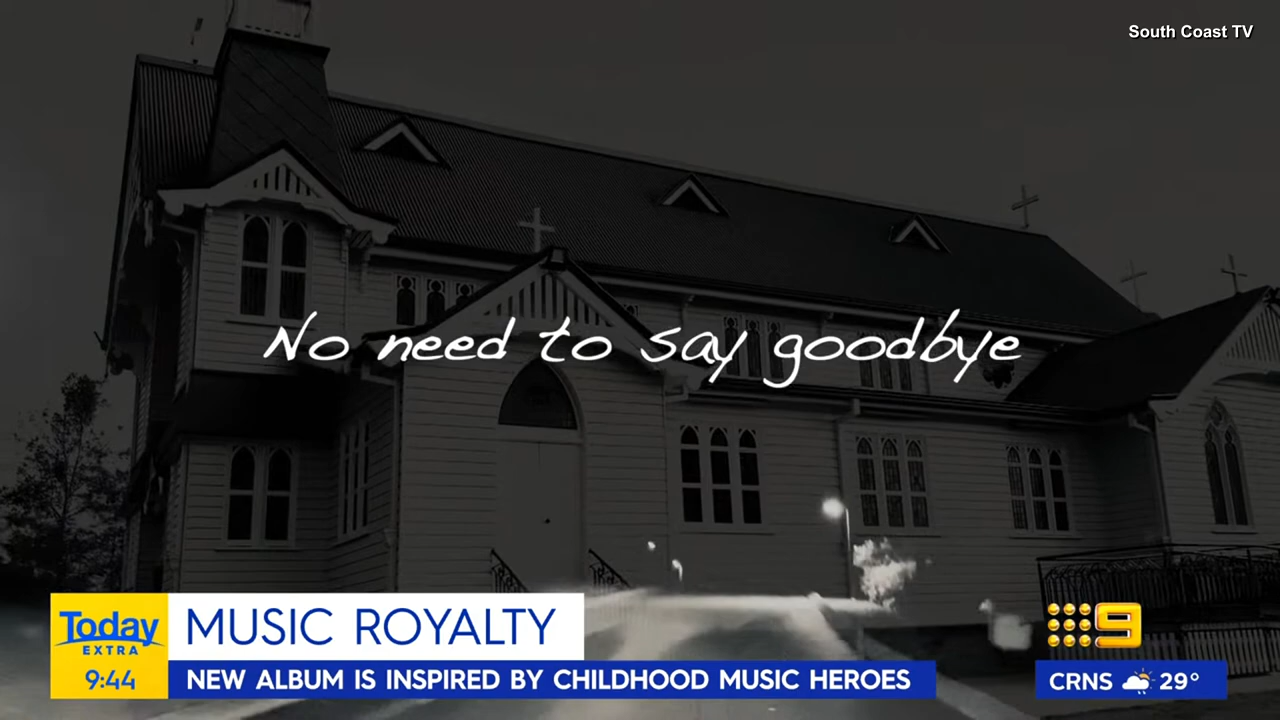 South Coast TV
No need to say goodbye
Today
EXTRA
9:44
MUSIC ROYALTY
NEW ALBUM IS INSPIRED BY CHILDHOOD MUSIC HEROES
9
CRNS 29°